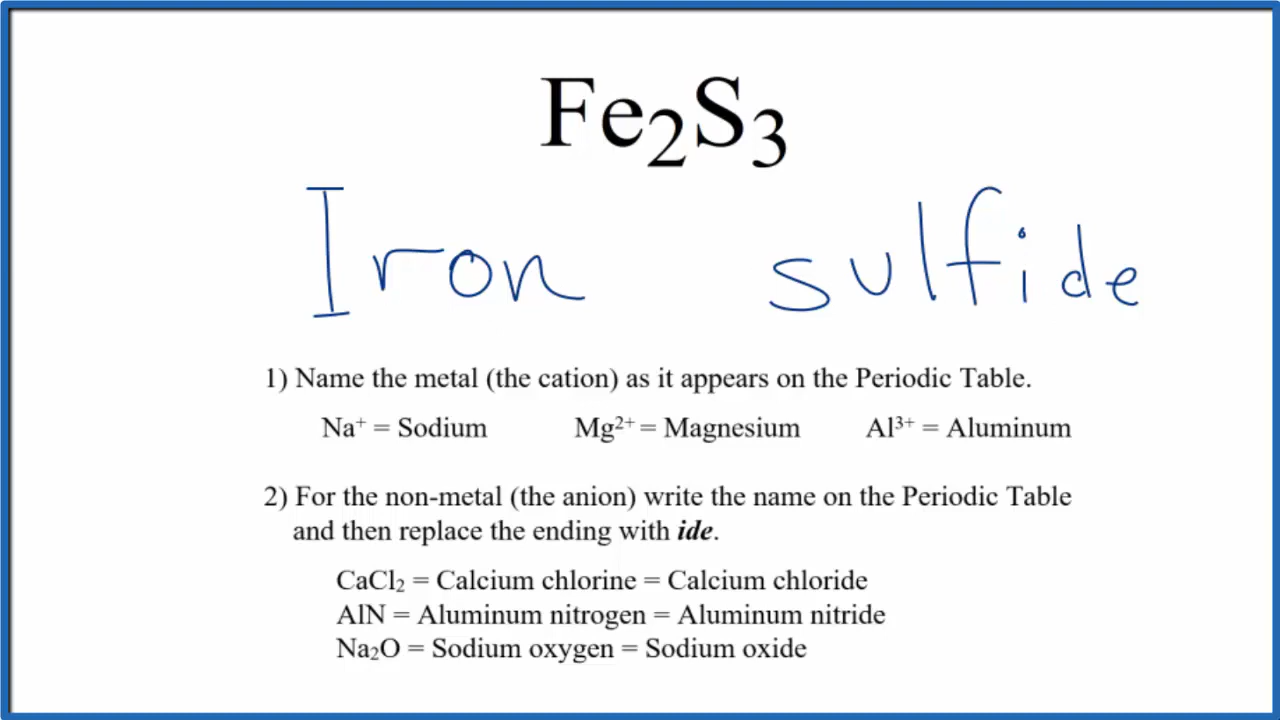 Fe₂S₃
Iron sulfide
1) Name the metal (the cation) as it appears on the Periodic Table.
Na⁺ = Sodium Mg²⁺ = Magnesium Al³⁺ = Aluminum
2) For the non-metal (the anion) write the name on the Periodic Table
and then replace the ending with ide.
CaCl₂ = Calcium chlorine = Calcium chloride
AlN = Aluminum nitrogen = Aluminum nitride
Na₂O = Sodium oxygen = Sodium oxide